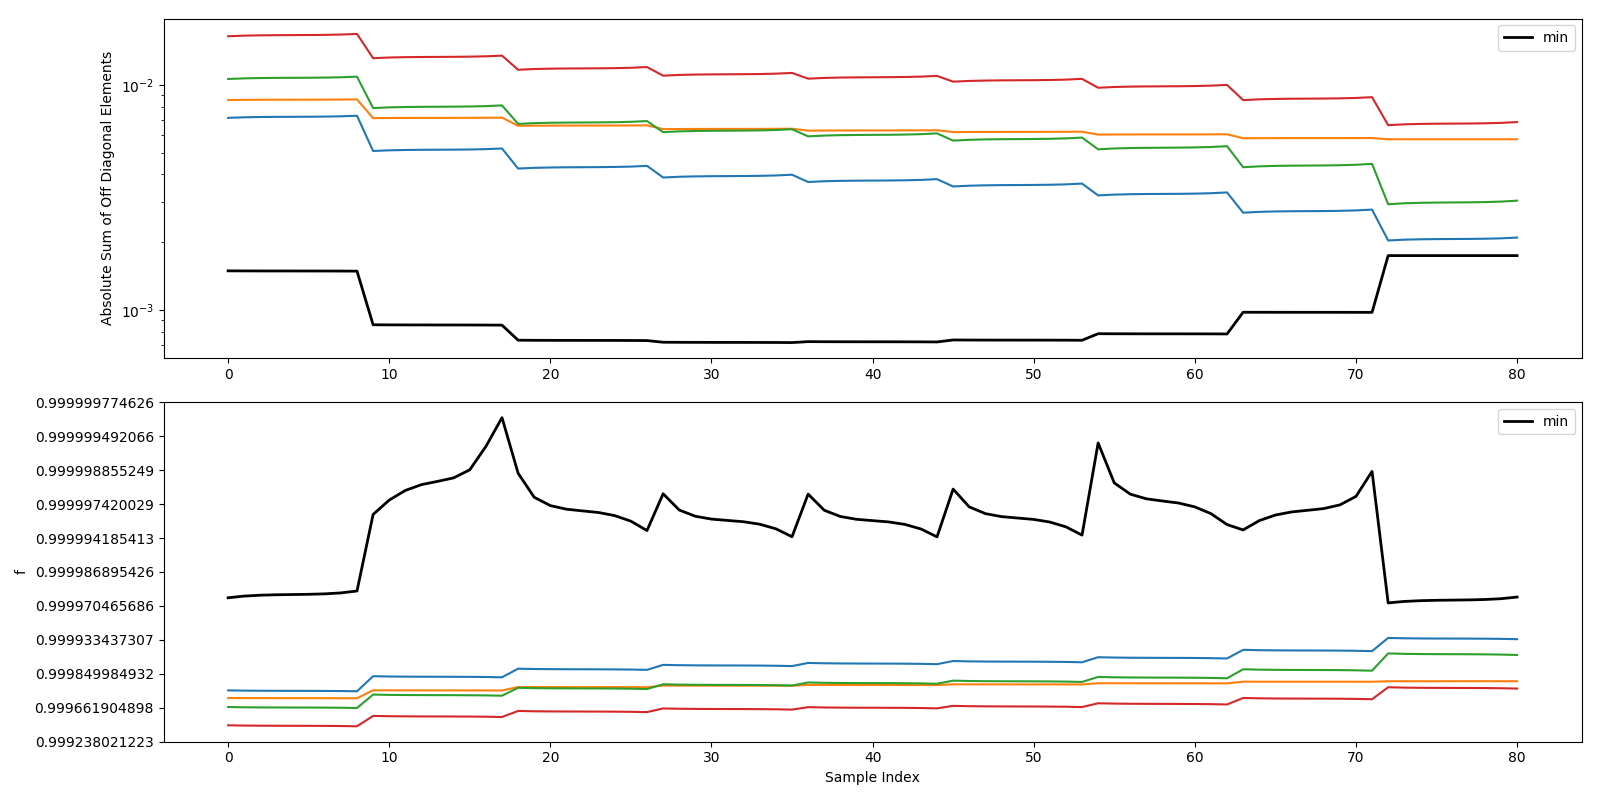 min
Absolute Sum of Off Diagonal Elements
10⁻²
10⁻³
0 10 20 30 40 50 60 70 80
min
f
0.999999774626
0.999999492066
0.999998855249
0.999997420029
0.999994185413
0.999986895426
0.999970465686
0.999933437307
0.999849984932
0.999661904898
0.999238021223
0 10 20 30 40 50 60 70 80
Sample Index